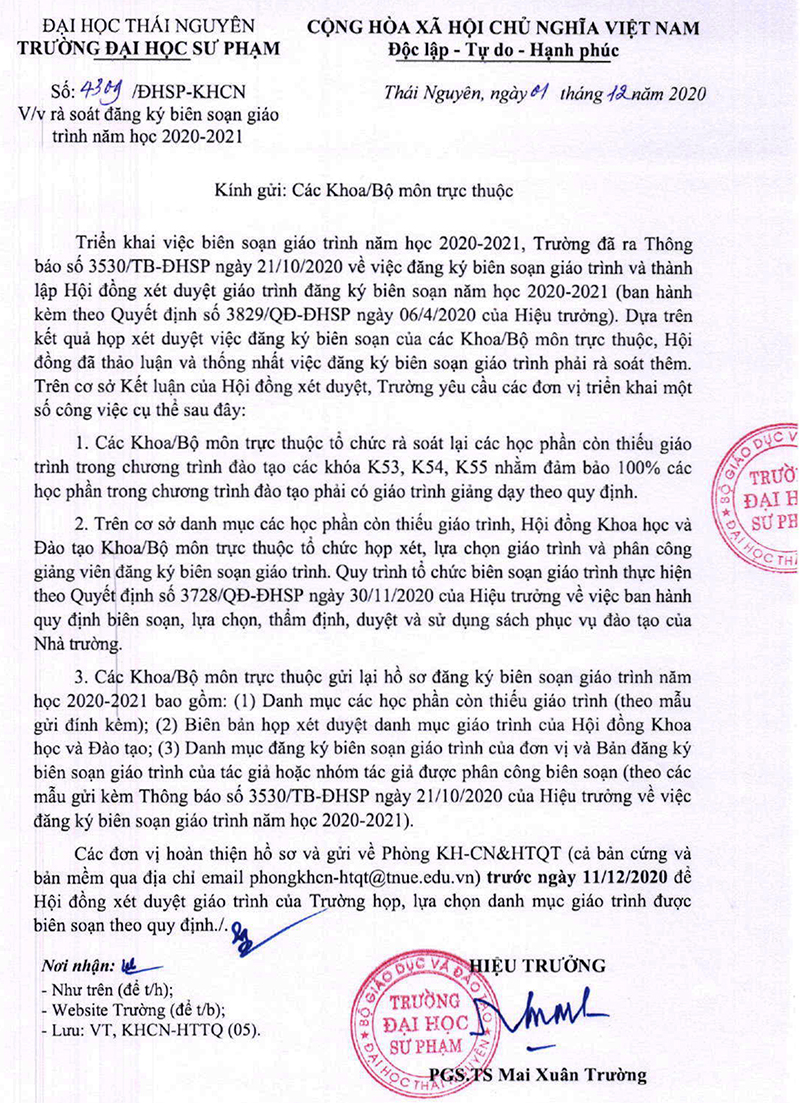 ĐẠI HỌC THÁI NGUYÊN
TRƯỜNG ĐẠI HỌC SƯ PHẠM
CỘNG HÒA XÃ HỘI CHỦ NGHĨA VIỆT NAM
Độc lập - Tự do - Hạnh phúc
Số: 4309 /ĐHSP-KHCN
V/v rà soát đăng ký biên soạn giáo
trình năm học 2020-2021
Thái Nguyên, ngày 01 tháng 12 năm 2020
Kính gửi: Các Khoa/Bộ môn trực thuộc
Triển khai việc biên soạn giáo trình năm học 2020-2021, Trường đã ra Thông
báo số 3530/TB-ĐHSP ngày 21/10/2020 về việc đăng ký biên soạn giáo trình và thành
lập Hội đồng xét duyệt giáo trình đăng ký biên soạn năm học 2020-2021 (ban hành
kèm theo Quyết định số 3829/QĐ-ĐHSP ngày 06/4/2020 của Hiệu trưởng). Dựa trên
kết quả họp xét duyệt việc đăng ký biên soạn của các Khoa/Bộ môn trực thuộc, Hội
đồng đã thảo luận và thống nhất việc đăng ký biên soạn giáo trình phải rà soát thêm.
Trên cơ sở Kết luận của Hội đồng xét duyệt, Trường yêu cầu các đơn vị triển khai một
số công việc cụ thể sau đây:
1. Các Khoa/Bộ môn trực thuộc tổ chức rà soát lại các học phần còn thiếu giáo
trình trong chương trình đào tạo các khóa K53, K54, K55 nhằm đảm bảo 100% các
học phần trong chương trình đào tạo phải có giáo trình giảng dạy theo quy định.
2. Trên cơ sở danh mục các học phần còn thiếu giáo trình, Hội đồng Khoa học và
Đào tạo Khoa/Bộ môn trực thuộc tổ chức họp xét, lựa chọn giáo trình và phân công
giảng viên đăng ký biên soạn giáo trình. Quy trình tổ chức biên soạn giáo trình thực hiện
theo Quyết định số 3728/QĐ-ĐHSP ngày 30/11/2020 của Hiệu trưởng về việc ban hành
quy định biên soạn, lựa chọn, thẩm định, duyệt và sử dụng sách phục vụ đào tạo của
Nhà trường.
3. Các Khoa/Bộ môn trực thuộc gửi lại hồ sơ đăng ký biên soạn giáo trình năm
học 2020-2021 bao gồm: (1) Danh mục các học phần còn thiếu giáo trình (theo mẫu
gửi đính kèm); (2) Biên bản họp xét duyệt danh mục giáo trình của Hội đồng Khoa
học và Đào tạo; (3) Danh mục đăng ký biên soạn giáo trình của đơn vị và Bản đăng ký
biên soạn giáo trình của tác giả hoặc nhóm tác giả được phân công biên soạn (theo các
mẫu gửi kèm Thông báo số 3530/TB-ĐHSP ngày 21/10/2020 của Hiệu trưởng về việc
đăng ký biên soạn giáo trình năm học 2020-2021).
Các đơn vị hoàn thiện hồ sơ và gửi về Phòng KH-CN&HTQT (cả bản cứng và
bản mềm qua địa chỉ email phongkhcn-htqt@tnue.edu.vn) trước ngày 11/12/2020 để
Hội đồng xét duyệt giáo trình của Trường họp, lựa chọn danh mục giáo trình được
biên soạn theo quy định./.
Nơi nhận:
- Như trên (để t/h);
- Website Trường (để t/b);
- Lưu: VT, KHCN-HTTQ (05).
HIỆU TRƯỞNG
BỘ GIÁO DỤC VÀ ĐÀO TẠO
TRƯỜNG
ĐẠI HỌC
SƯ PHẠM
ĐẠI HỌC THÁI NGUYÊN
PGS.TS Mai Xuân Trường